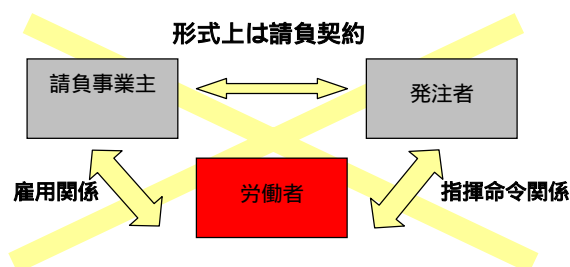 形式上は請負契約
請負事業主
発注者
雇用関係
労働者
指揮命令関係